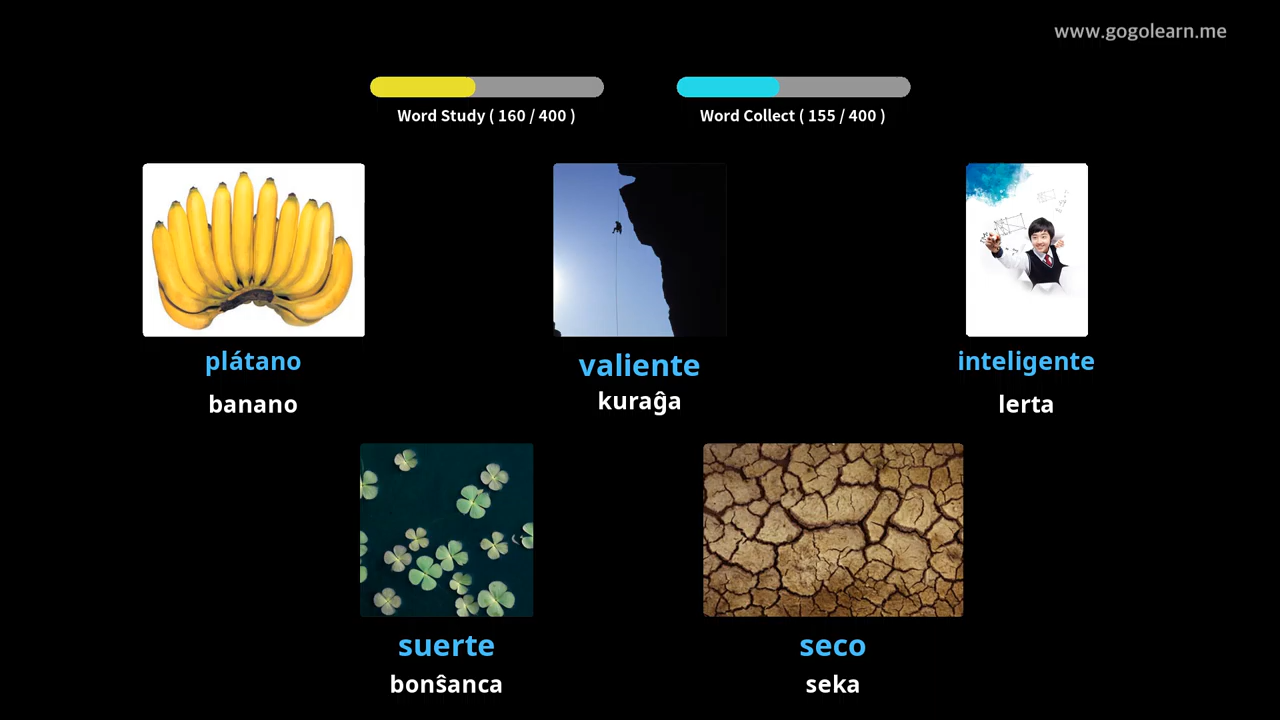 www.gogolearn.me
Word Study ( 160 / 400 )
Word Collect ( 155 / 400 )
plátano
valiente
inteligente
banano
kuraĝa
lerta
suerte
seco
bonŝanca
seka